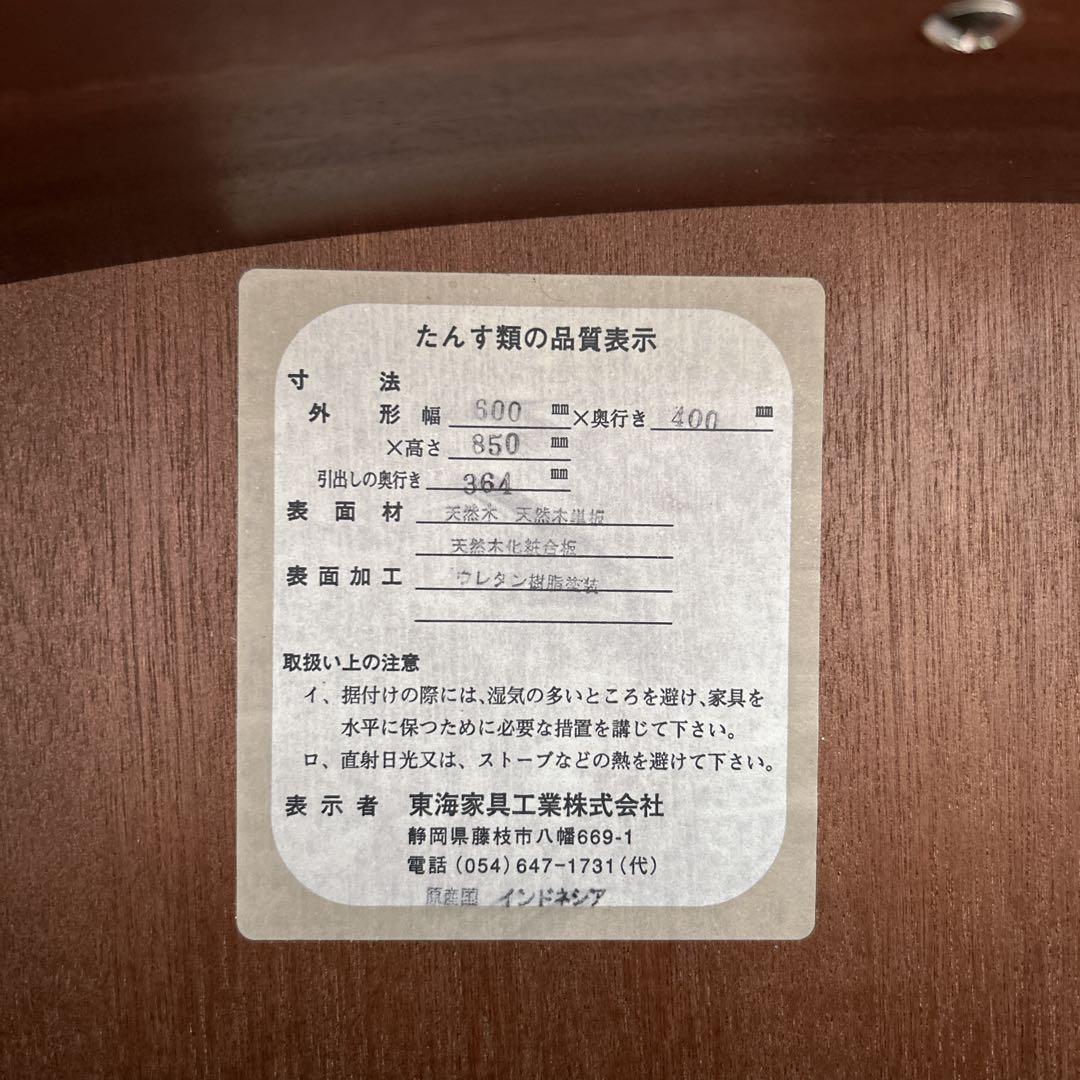 たんす類の品質表示
寸法
外形 幅 600 mm ×奥行き 400 mm
×高さ 850 mm
引出しの奥行き 364 mm
表面材 天然木 天然木単板
天然木化粧合板
表面加工 ウレタン樹脂塗装
取扱い上の注意
イ、据付けの際には、湿気の多いところを避け、家具を
水平に保つために必要な措置を講じて下さい。
ロ、直射日光又は、ストーブなどの熱を避けて下さい。
表示者 東海家具工業株式会社
静岡県藤枝市八幡669-1
電話(054)647-1731(代)
原産国 インドネシア